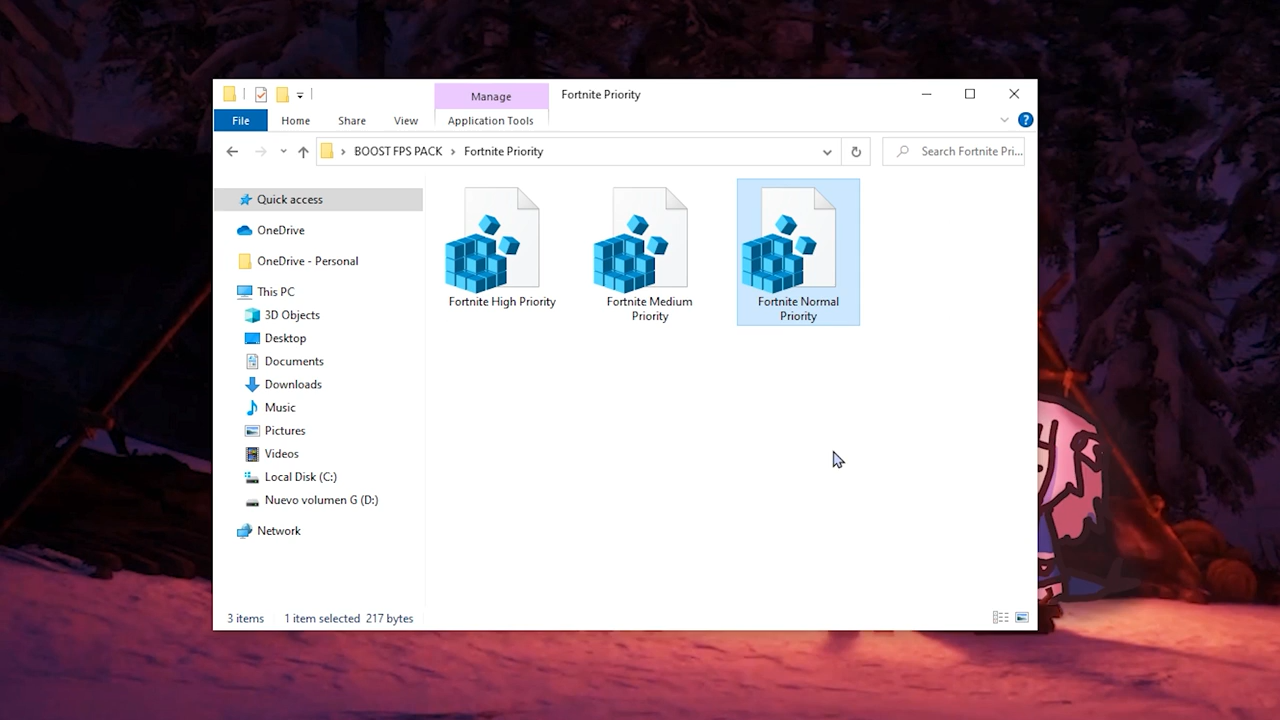 Manage
Fortnite Priority
File
Home
Share
View
Application Tools
?
BOOST FPS PACK
Fortnite Priority
Search Fortnite Pri...
Quick access
OneDrive
OneDrive - Personal
This PC
3D Objects
Desktop
Documents
Downloads
Music
Pictures
Videos
Local Disk (C:)
Nuevo volumen G (D:)
Network
Fortnite High Priority
Fortnite Medium
Priority
Fortnite Normal
Priority
3 items
1 item selected 217 bytes